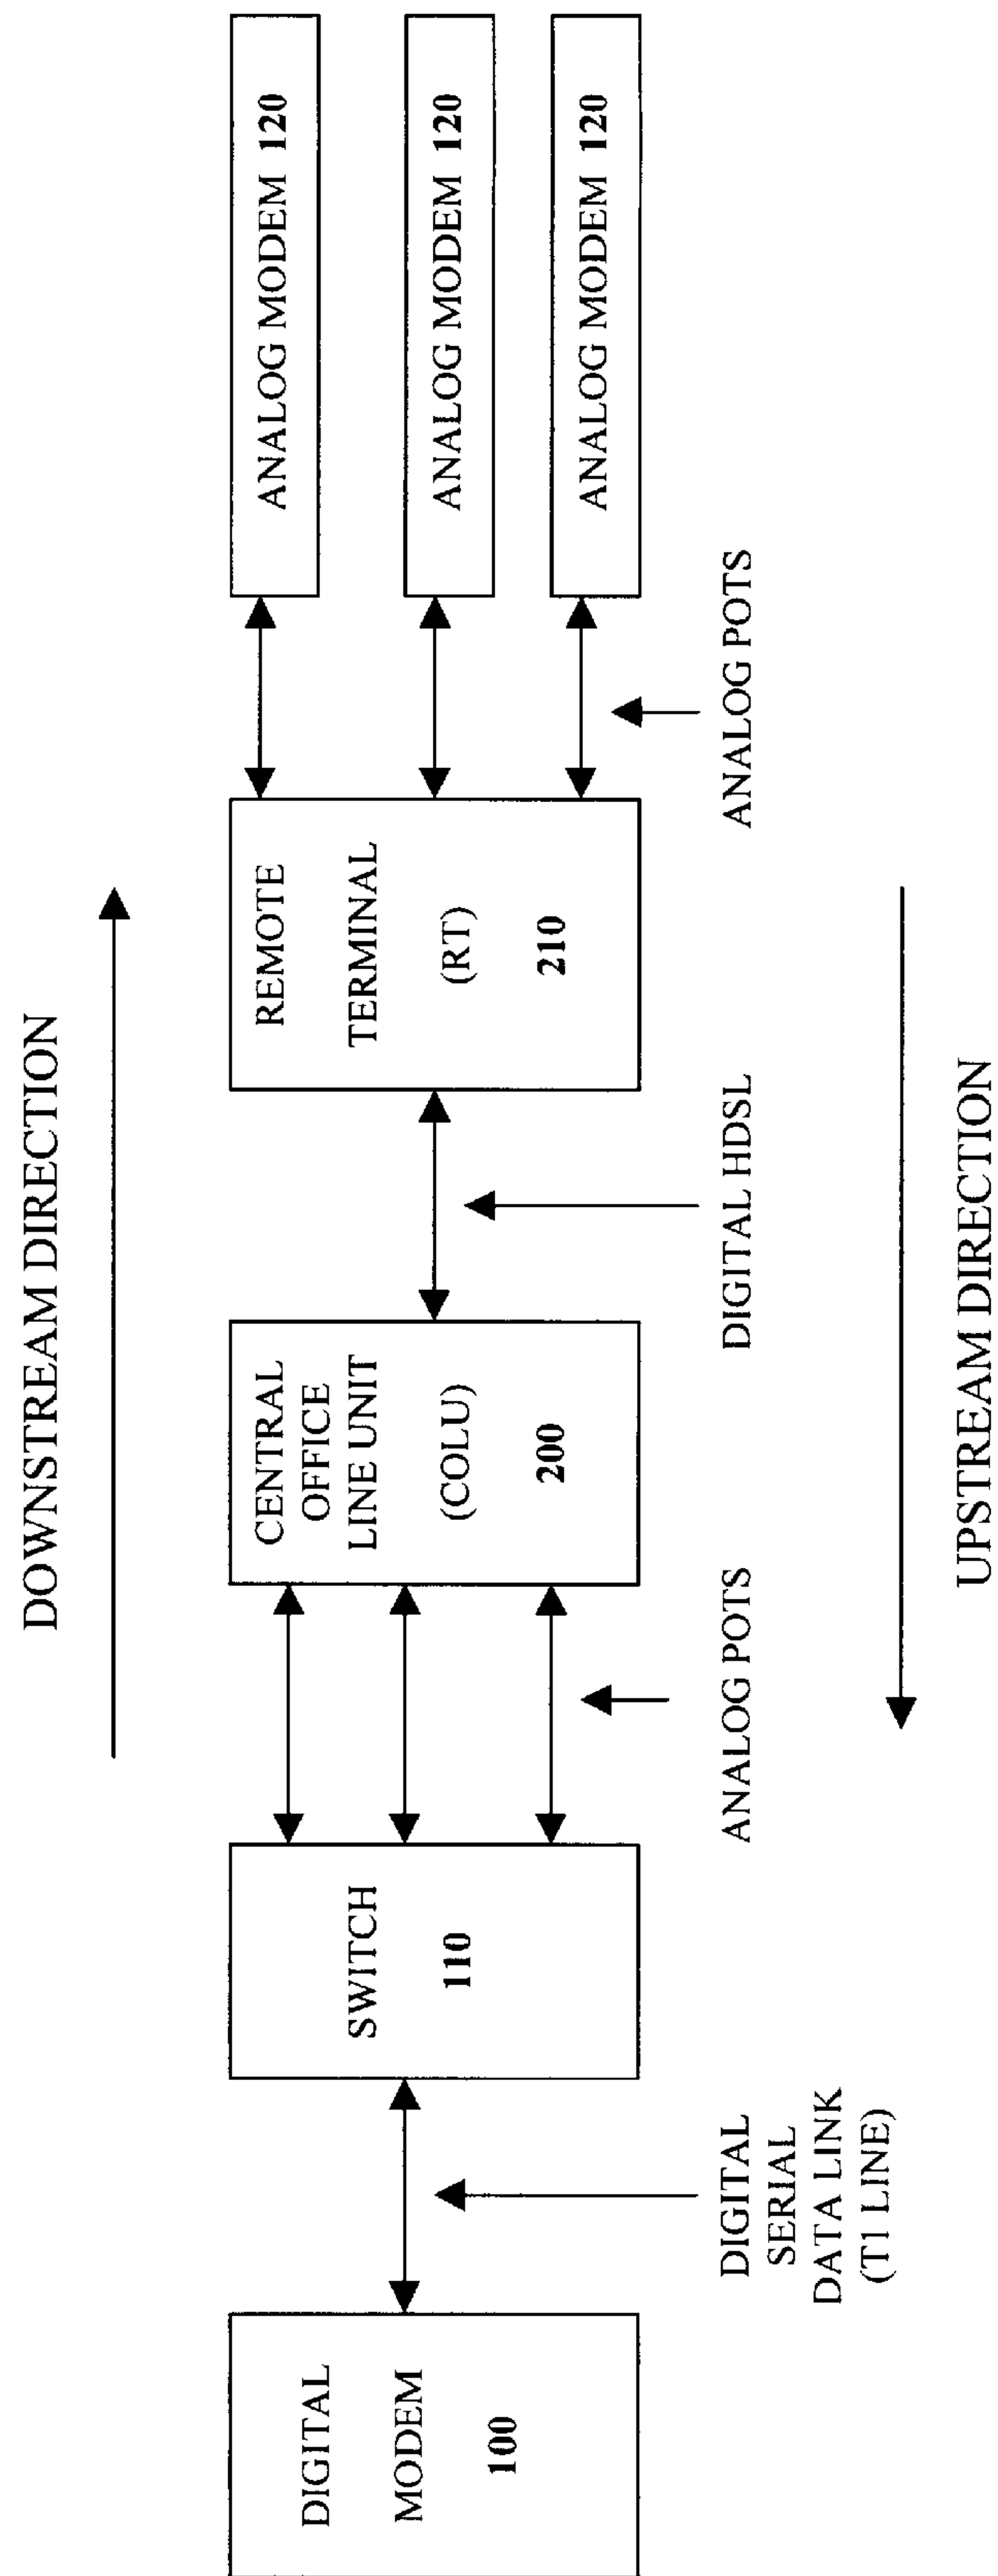 DOWNSTREAM DIRECTION
DIGITAL
MODEM
100
SWITCH
110
CENTRAL
OFFICE
LINE UNIT
(COLU)
200
REMOTE
TERMINAL
(RT)
210
ANALOG MODEM 120
ANALOG MODEM 120
ANALOG MODEM 120
DIGITAL
SERIAL
DATA LINK
(T1 LINE)
ANALOG POTS
DIGITAL HDSL
ANALOG POTS
UPSTREAM DIRECTION